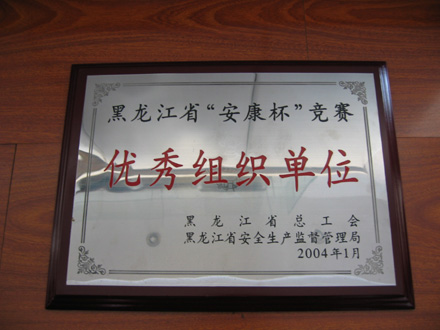 黑龙江省“安康杯”竞赛
优秀组织单位
黑龙江省总工会
黑龙江省安全生产监督管理局
2004年1月